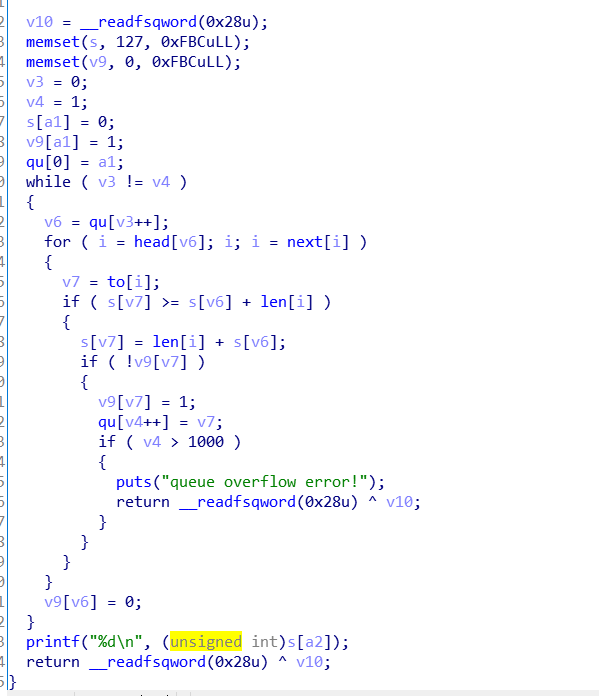 v10 = __readfsqword(0x28u);
memset(s, 127, 0xFBCuLL);
memset(v9, 0, 0xFBCuLL);
v3 = 0;
v4 = 1;
s[a1] = 0;
v9[a1] = 1;
qu[0] = a1;
while ( v3 != v4 )
{
v6 = qu[v3++];
for ( i = head[v6]; i; i = next[i] )
{
v7 = to[i];
if ( s[v7] >= s[v6] + len[i] )
{
s[v7] = len[i] + s[v6];
if ( !v9[v7] )
{
v9[v7] = 1;
qu[v4++] = v7;
if ( v4 > 1000 )
{
puts("queue overflow error!");
return __readfsqword(0x28u) ^ v10;
}
}
}
}
v9[v6] = 0;
}
printf("%d\n", (unsigned int)s[a2]);
return __readfsqword(0x28u) ^ v10;
}